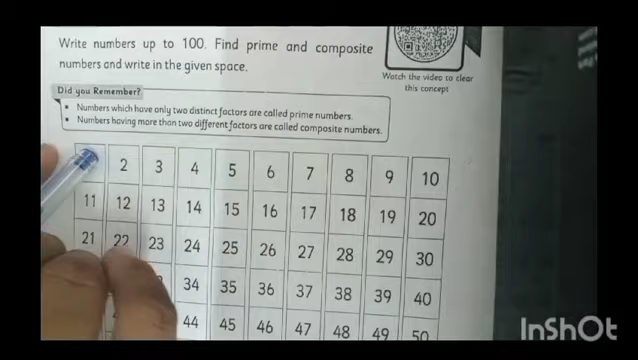 Write numbers up to 100. Find prime and composite
numbers and write in the given space.
Watch the video to clear
this concept
Did you Remember?
Numbers which have only two distinct factors are called prime numbers.
Numbers having more than two different factors are called composite numbers.
2 3 4 5 6 7 8 9 10
11 12 13 14 15 16 17 18 19 20
21 22 23 24 25 26 27 28 29 30
34 35 36 37 38 39 40
44 45 46 47 48 49 50
InShOt